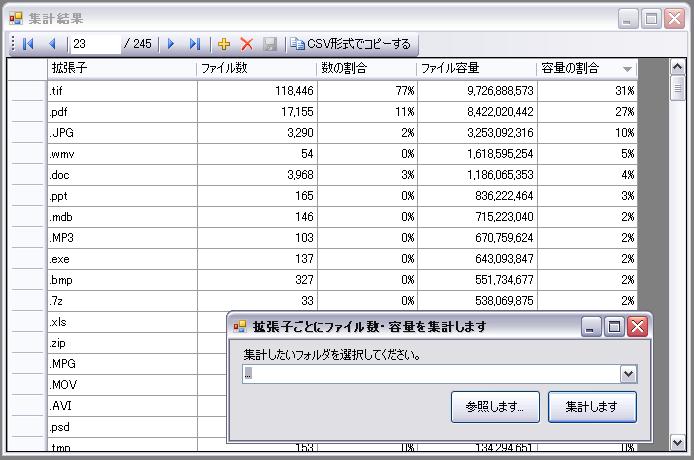 集計結果
23 / 245 CSV形式でコピーする
拡張子 ファイル数 数の割合 ファイル容量 容量の割合
.tif 118,446 77% 9,726,888,573 31%
.pdf 17,155 11% 8,422,020,442 27%
.JPG 3,290 2% 3,253,092,316 10%
.wmv 54 0% 1,618,595,254 5%
.doc 3,968 3% 1,186,065,353 4%
.ppt 165 0% 836,222,464 3%
.mdb 146 0% 715,223,040 2%
.MP3 103 0% 670,759,624 2%
.exe 137 0% 643,093,847 2%
.bmp 327 0% 551,734,677 2%
.7z 33 0% 538,069,875 2%
.xls
.zip
.MPG
.MOV
.AVI
.psd
.tmp 153 0% 134,294,651 0%
拡張子ごとにファイル数・容量を集計します
集計したいフォルダを選択してください。
...
参照します... 集計します